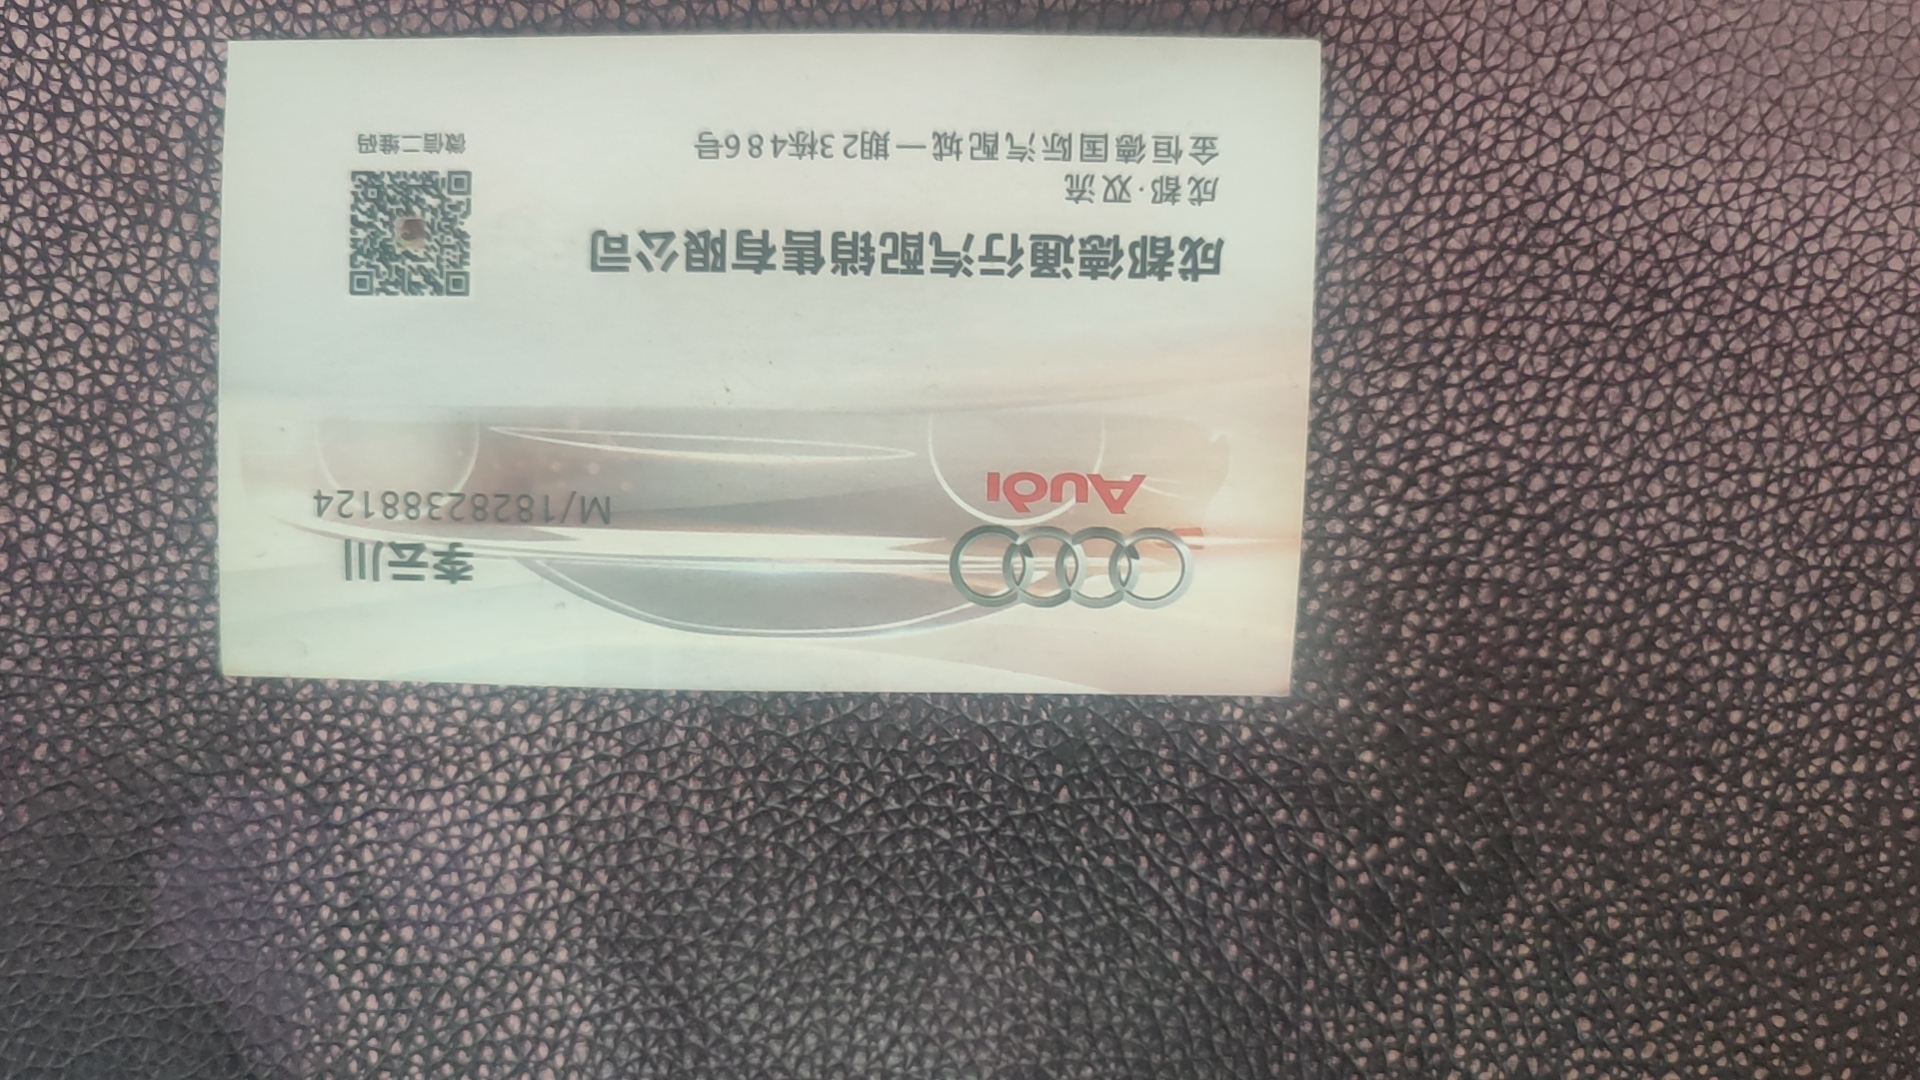 Audi
李云川
M/18282388124
成都德通行汽配销售有限公司
成都·双流
金恒德国际汽配城一期23栋486号
微信二维码